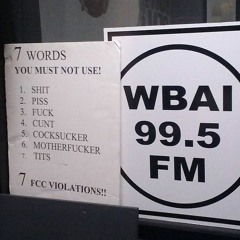 7 WORDS
YOU MUST NOT USE!
1. SHIT
2. PISS
3. FUCK
4. CUNT
5. COCKSUCKER
6. MOTHERFUCKER
7. TITS
7 FCC VIOLATIONS!!
WBAI
99.5
FM